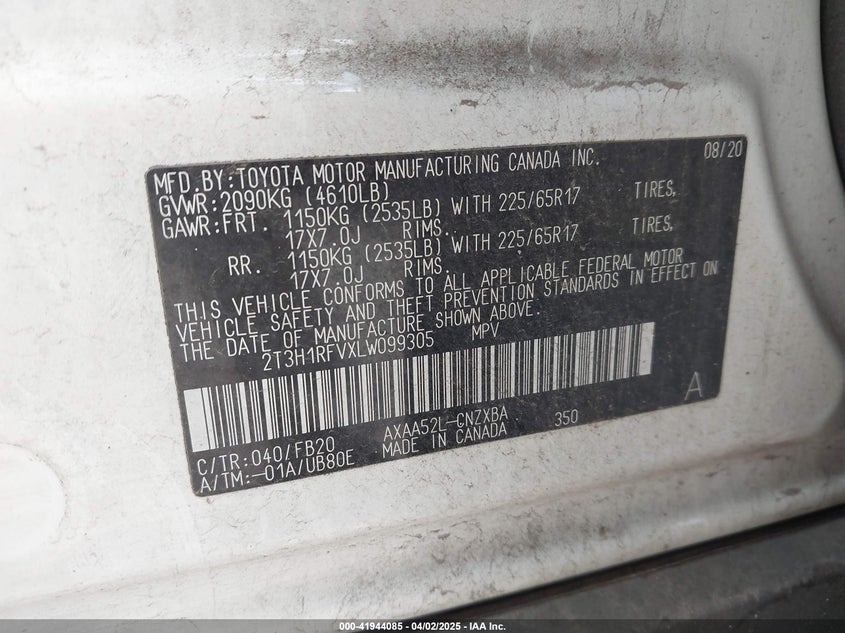 MFD.BY:TOYOTA MOTOR MANUFACTURING CANADA INC. 08/20
GVWR:2090KG (4610LB)
GAWR:FRT. 1150KG (2535LB) WITH 225/65R17 TIRES,
17X7.0J RIMS.
RR. 1150KG (2535LB) WITH 225/65R17 TIRES,
17X7.0J RIMS.
THIS VEHICLE CONFORMS TO ALL APPLICABLE FEDERAL MOTOR
VEHICLE SAFETY AND THEFT PREVENTION STANDARDS IN EFFECT ON
THE DATE OF MANUFACTURE SHOWN ABOVE.
2T3H1RFVXLW099305 MPV
A
C/TR:040/FB20 AXAA52L-CNZXBA 350
A/TM:-01A/UB80E MADE IN CANADA
000-41944085 - 04/02/2025 - IAA Inc.